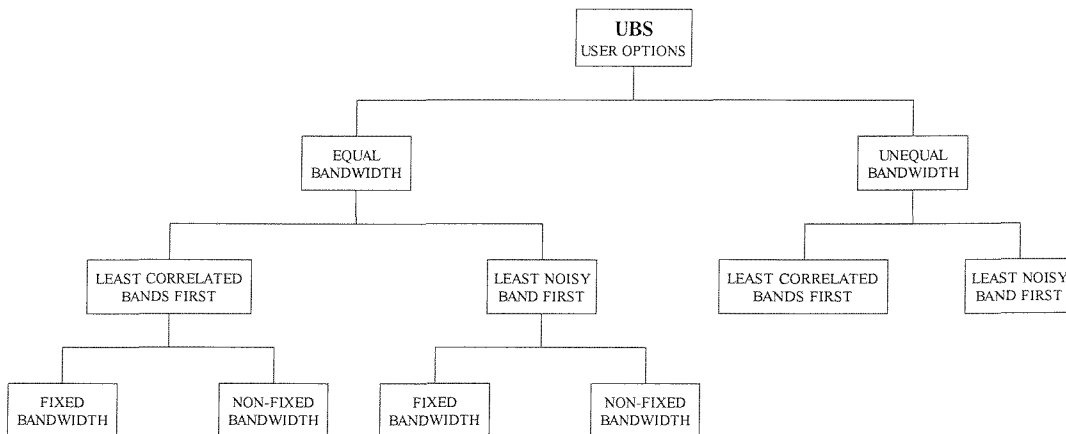 UBS
USER OPTIONS
EQUAL
BANDWIDTH
UNEQUAL
BANDWIDTH
LEAST CORRELATED
BANDS FIRST
LEAST NOISY
BAND FIRST
LEAST CORRELATED
BANDS FIRST
LEAST NOISY
BAND FIRST
FIXED
BANDWIDTH
NON-FIXED
BANDWIDTH
FIXED
BANDWIDTH
NON-FIXED
BANDWIDTH